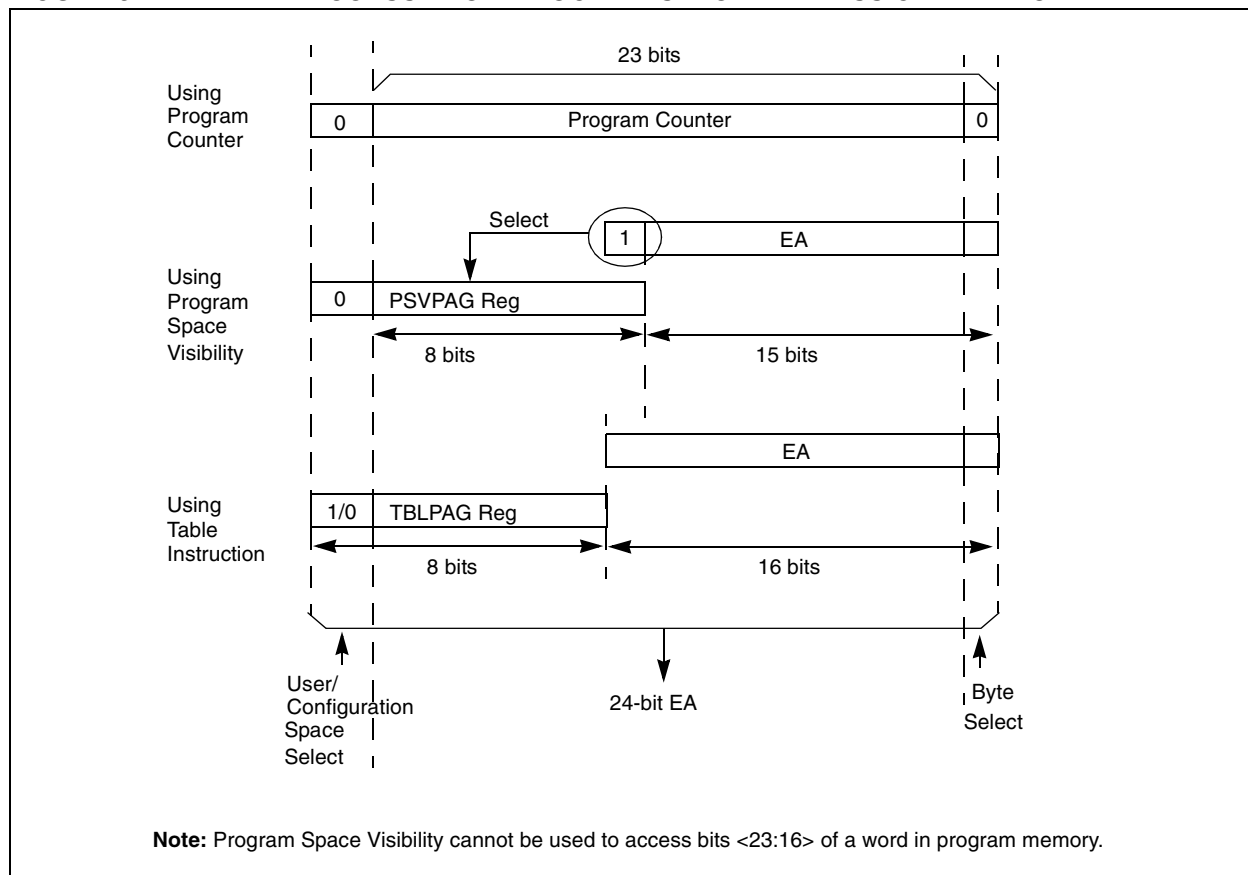 23 bits
Using
Program
Counter
0
Program Counter
0
Select
1
EA
Using
Program
Space
Visibility
0
PSVPAG Reg
8 bits
15 bits
EA
Using
Table
Instruction
1/0
TBLPAG Reg
8 bits
16 bits
User/
Configuration
Space
Select
24-bit EA
Byte
Select
Note: Program Space Visibility cannot be used to access bits <23:16> of a word in program memory.